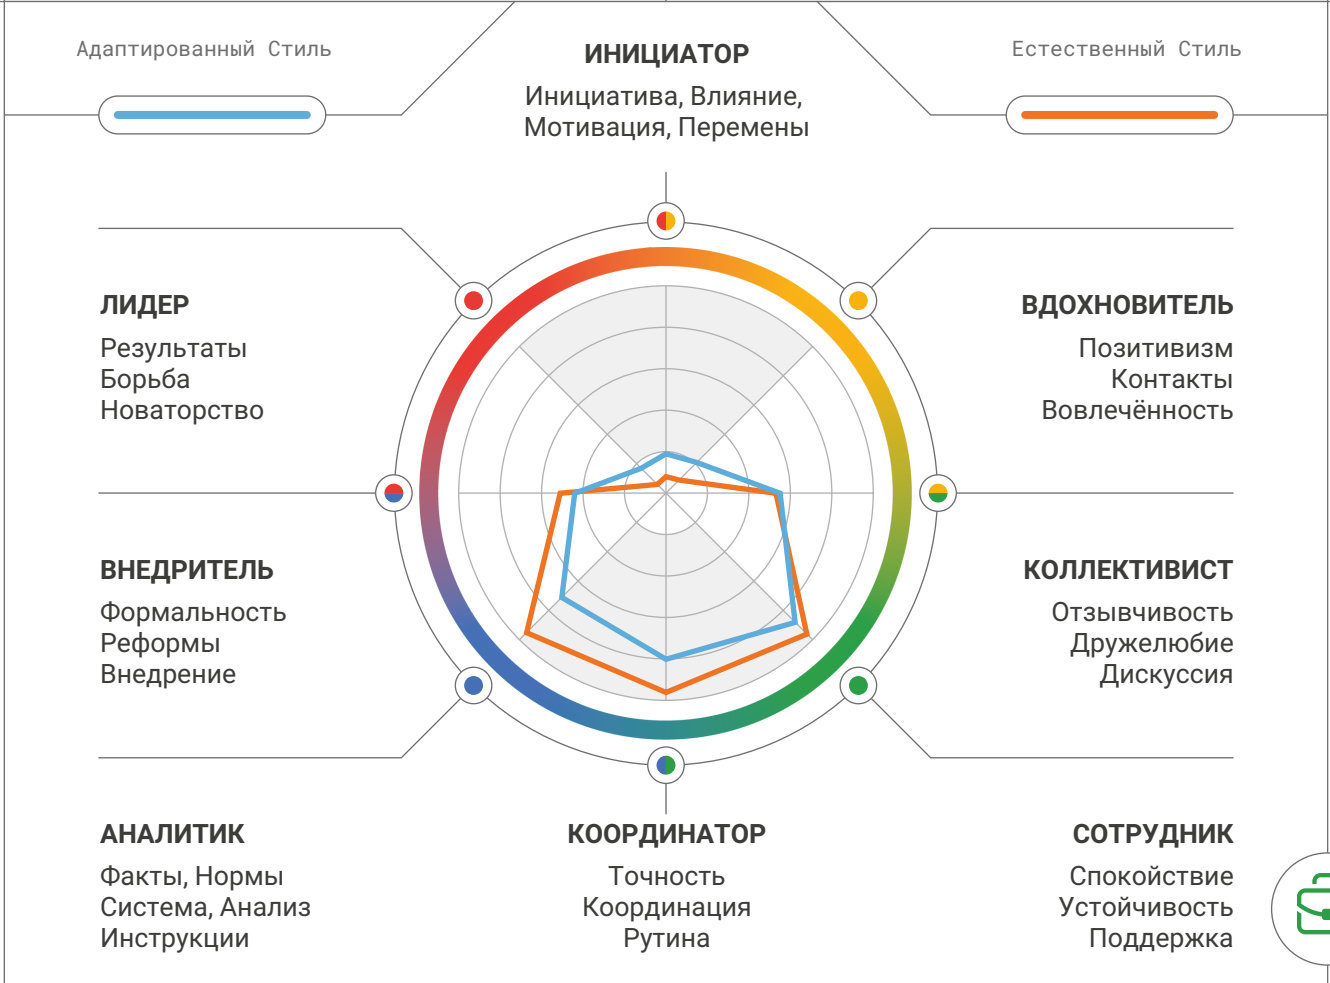 Адаптированный Стиль
Естественный Стиль
ИНИЦИАТОР
Инициатива, Влияние,
Мотивация, Перемены
ЛИДЕР
Результаты
Борьба
Новаторство
ВДОХНОВИТЕЛЬ
Позитивизм
Контакты
Вовлечённость
ВНЕДРИТЕЛЬ
Формальность
Реформы
Внедрение
КОЛЛЕКТИВИСТ
Отзывчивость
Дружелюбие
Дискуссия
АНАЛИТИК
Факты, Нормы
Система, Анализ
Инструкции
КООРДИНАТОР
Точность
Координация
Рутина
СОТРУДНИК
Спокойствие
Устойчивость
Поддержка